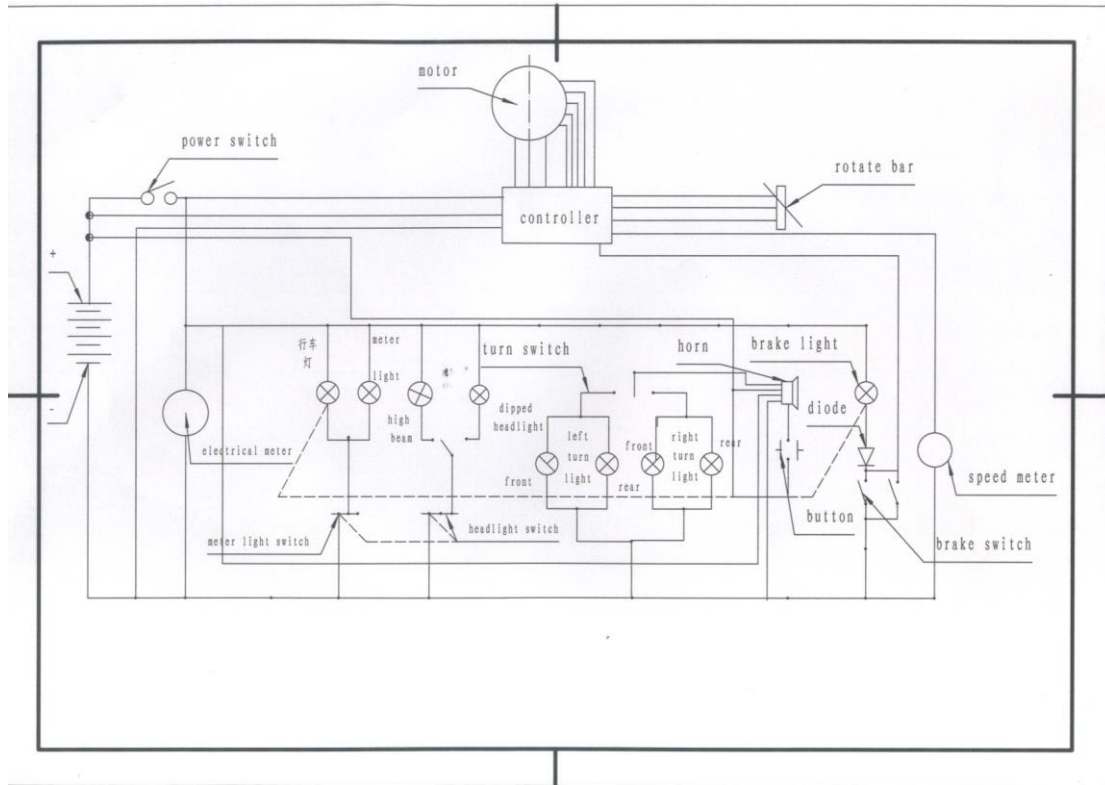 motor
power switch
rotate bar
controller
+
-
行车
灯
meter
light
turn switch
horn
brake light
high
beam
dipped
headlight
diode
electrical meter
left
turn
light
front
rear
front
right
turn
light
rear
speed meter
meter light switch
headlight switch
button
brake switch